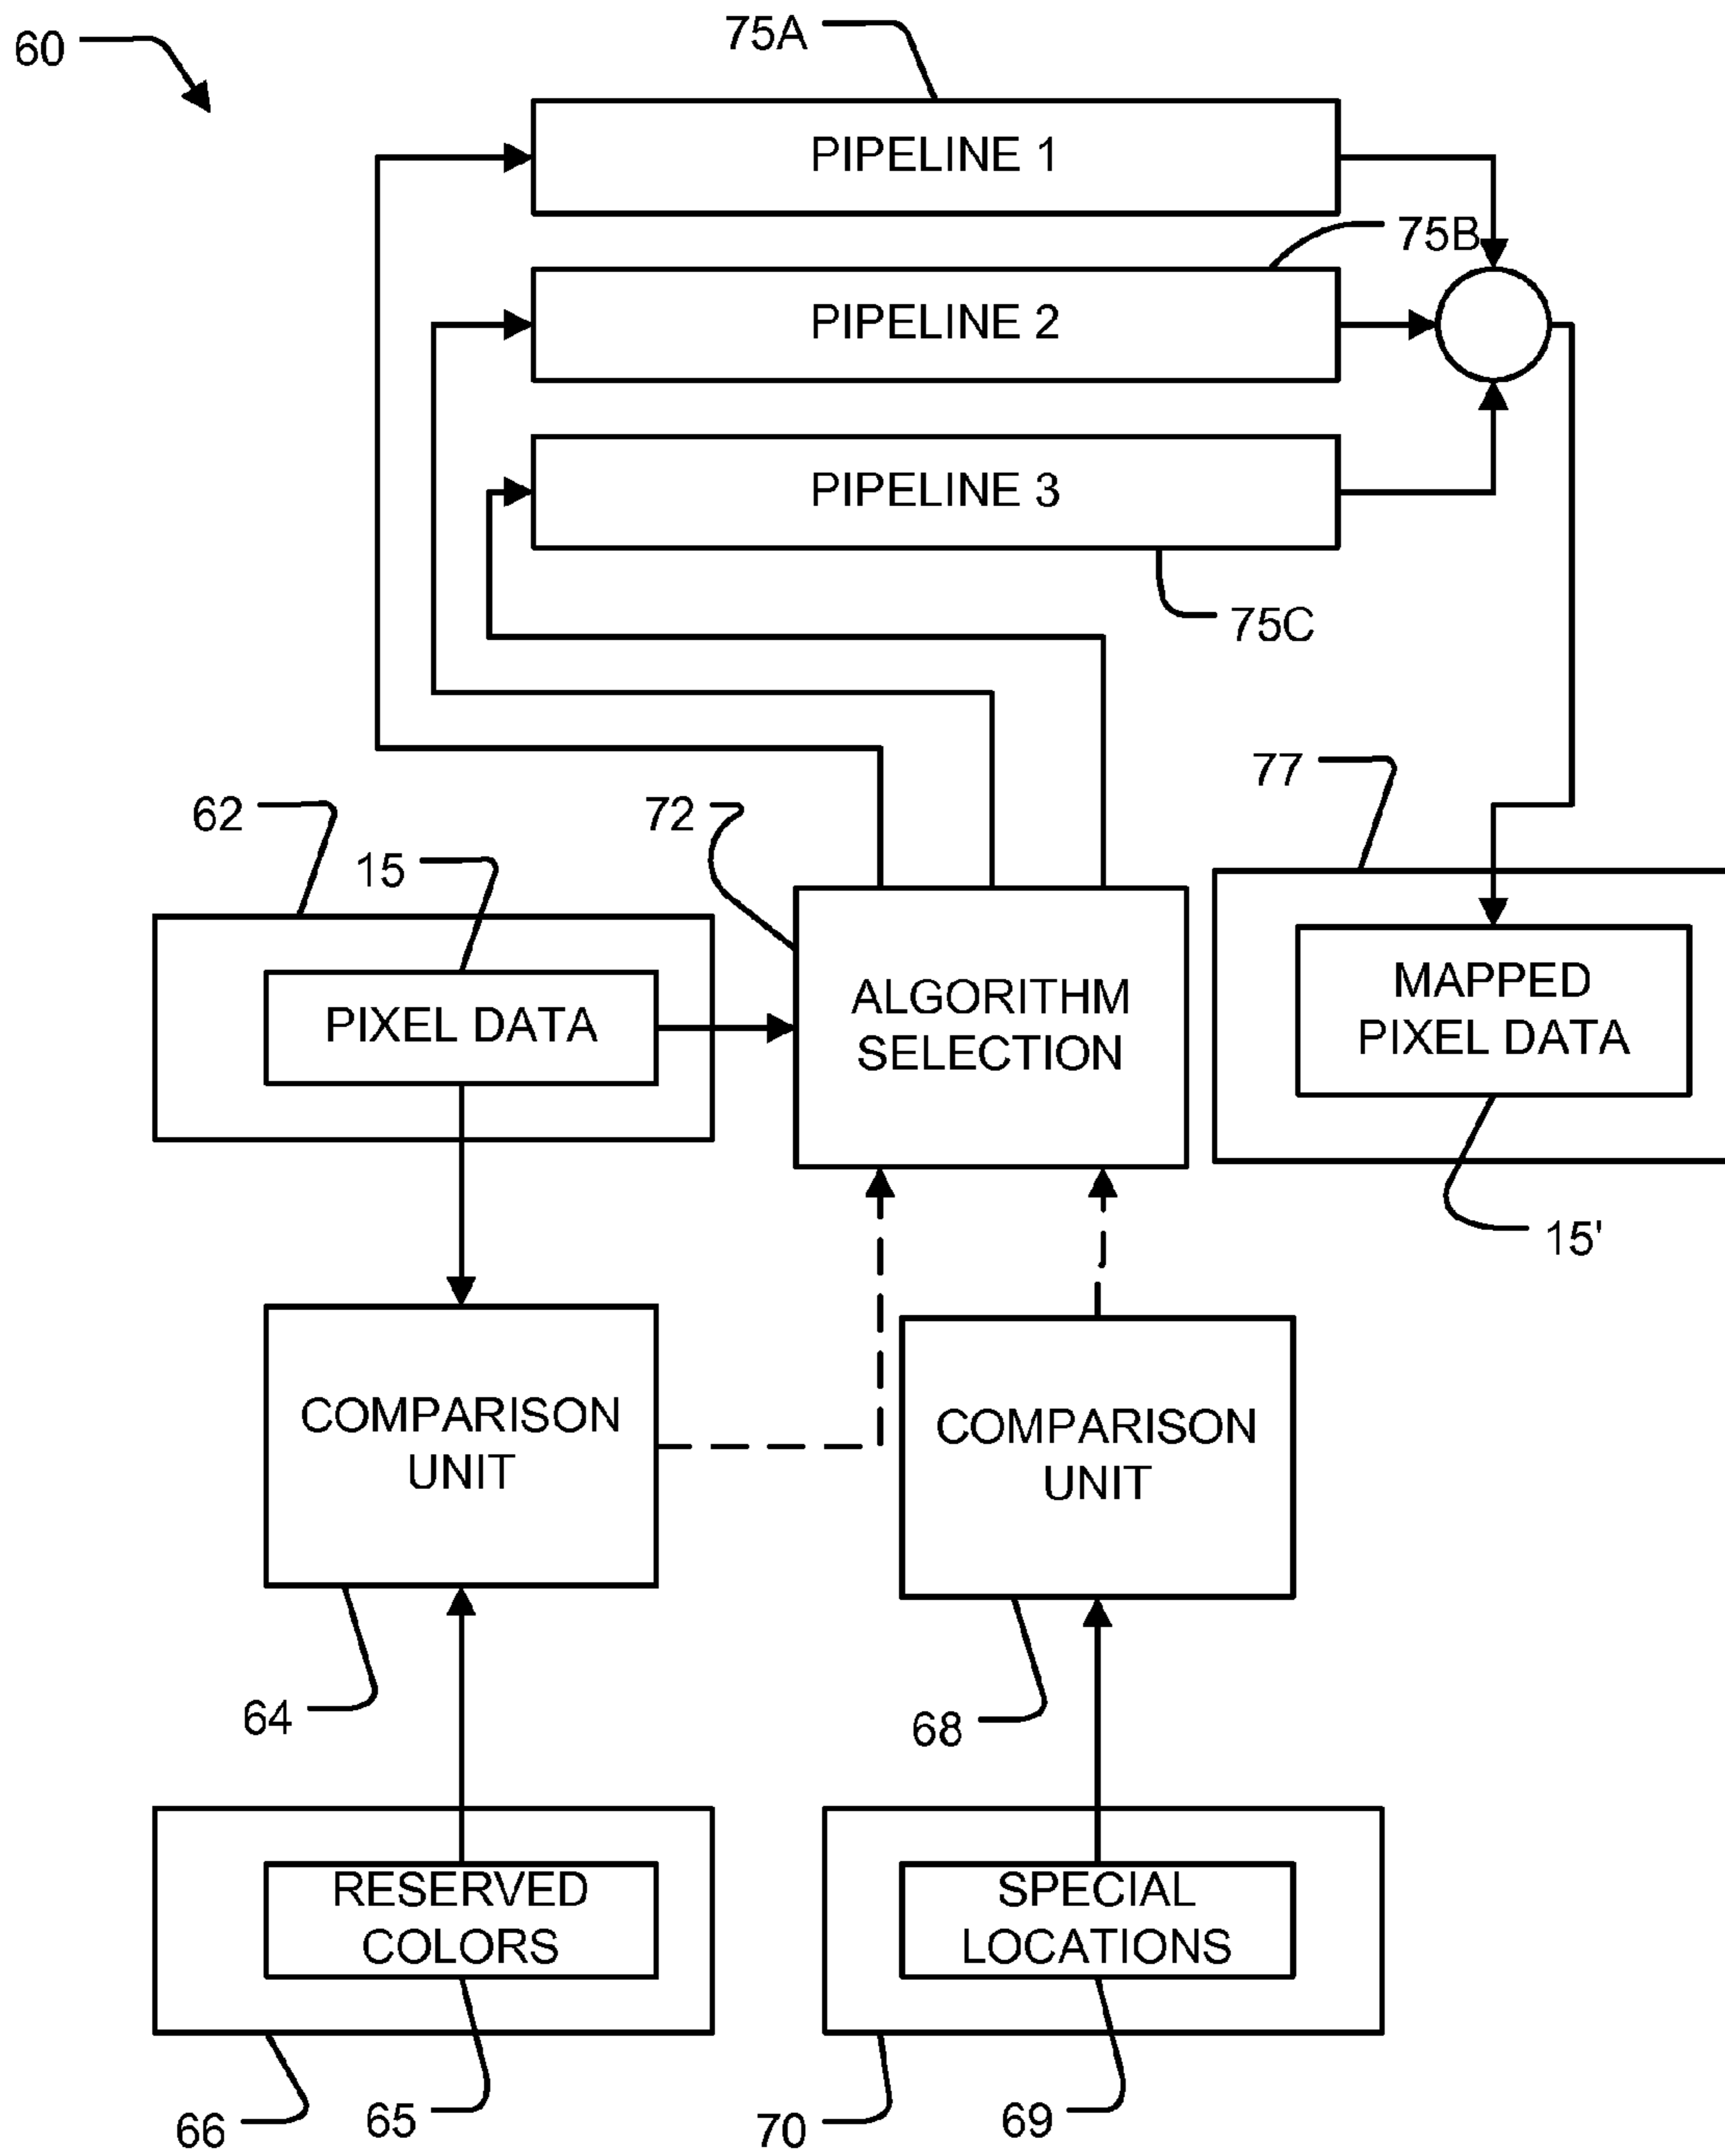 60
75A
PIPELINE 1
75B
PIPELINE 2
PIPELINE 3
75C
77
62
72
15
PIXEL DATA
ALGORITHM
SELECTION
MAPPED
PIXEL DATA
15'
COMPARISON
UNIT
COMPARISON
UNIT
64
68
RESERVED
COLORS
SPECIAL
LOCATIONS
66
65
70
69